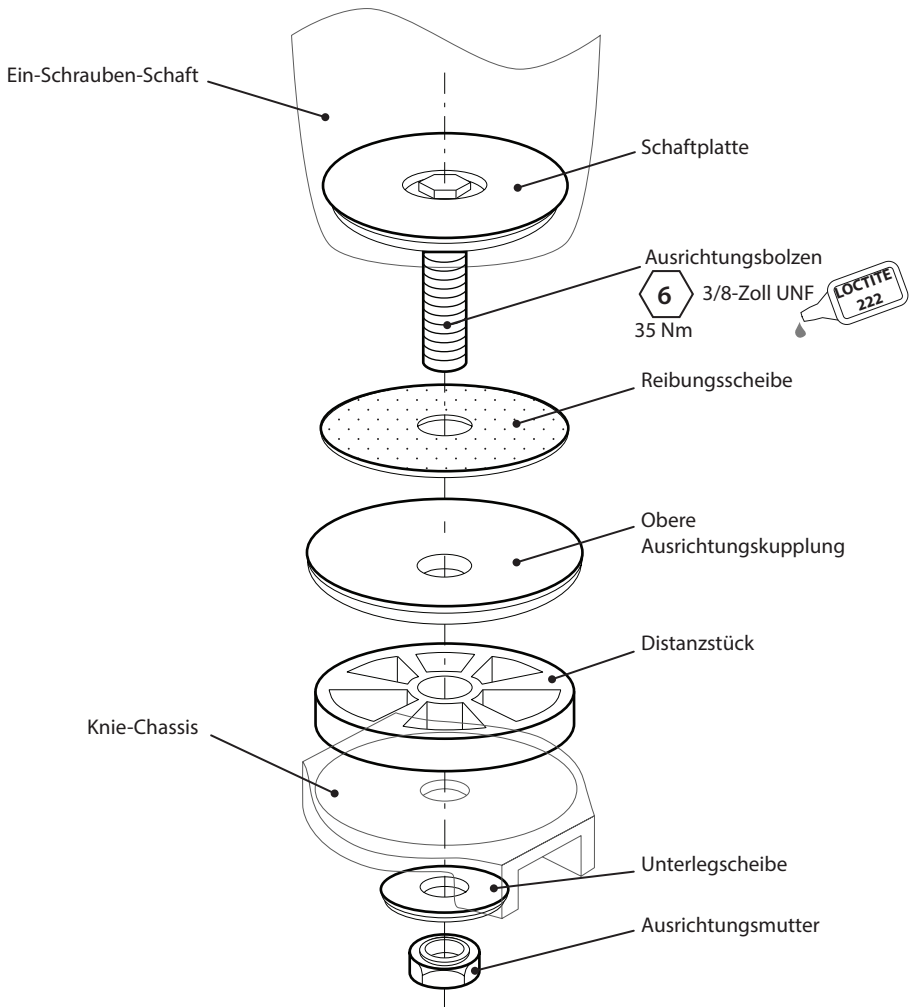 Ein-Schrauben-Schaft
Schaftplatte
Ausrichtungsbolzen
6 3/8-Zoll UNF
35 Nm
LOCTITE
222
Reibungsscheibe
Obere
Ausrichtungskupplung
Distanzstück
Knie-Chassis
Unterlegscheibe
Ausrichtungsmutter